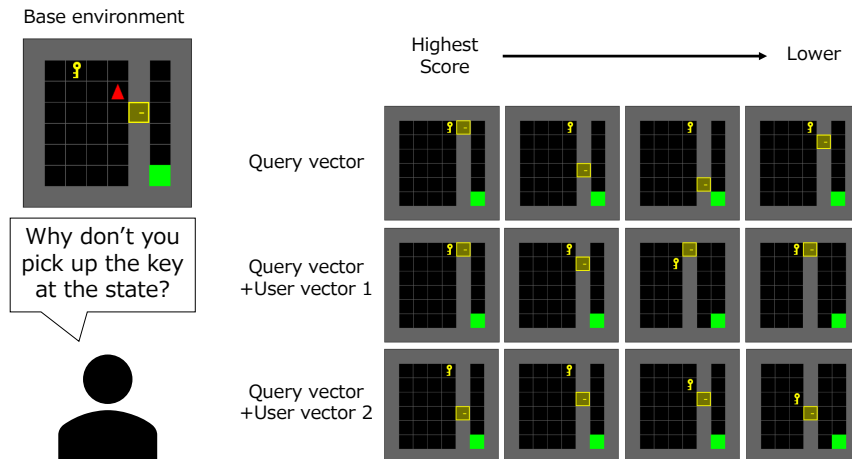 Base environment
Highest
Score
Lower
Query vector
Why don't you
pick up the key
at the state?
Query vector
+User vector 1
Query vector
+User vector 2